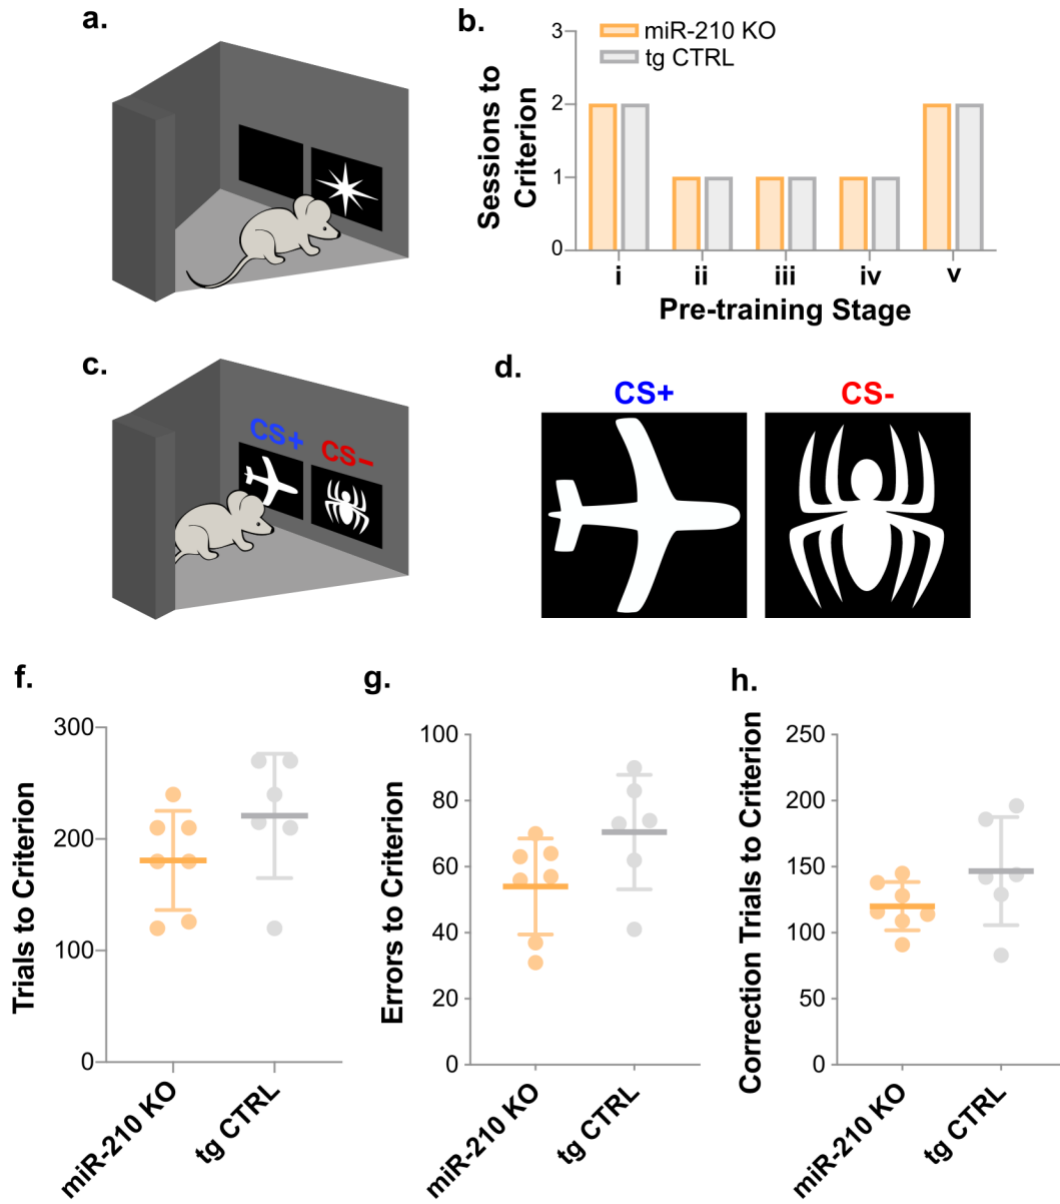 a.
b.
3
2
1
0
Sessions to
Criterion
miR-210 KO
tg CTRL
i
ii
iii
iv
v
Pre-training Stage
c.
CS+
CS−
d.
CS+
CS-
f.
300
200
100
0
Trials to Criterion
miR-210 KO
tg CTRL
g.
100
80
60
40
20
0
Errors to Criterion
miR-210 KO
tg CTRL
h.
250
200
150
100
50
0
Correction Trials to Criterion
miR-210 KO
tg CTRL